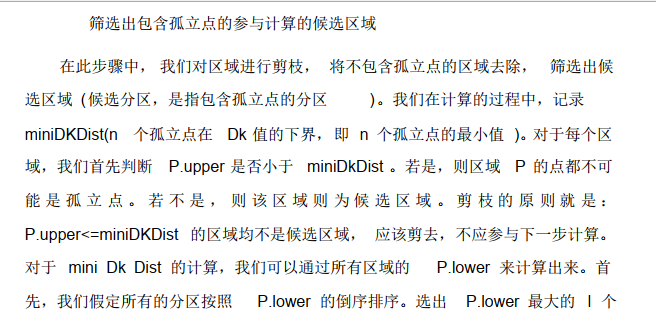 筛选出包含孤立点的参与计算的候选区域
在此步骤中， 我们对区域进行剪枝， 将不包含孤立点的区域去除， 筛选出候
选区域 (候选分区，是指包含孤立点的分区 )。我们在计算的过程中，记录
miniDKDist(n 个孤立点在 Dk 值的下界，即 n 个孤立点的最小值 )。对于每个区
域，我们首先判断 P.upper 是否小于 miniDkDist 。若是，则区域 P 的点都不可
能是孤立点。若不是，则该区域则为候选区域。剪枝的原则就是：
P.upper<=miniDKDist 的区域均不是候选区域， 应该剪去，不应参与下一步计算。
对于 mini Dk Dist 的计算，我们可以通过所有区域的 P.lower 来计算出来。首
先，我们假定所有的分区按照 P.lower 的倒序排序。选出 P.lower 最大的 l 个